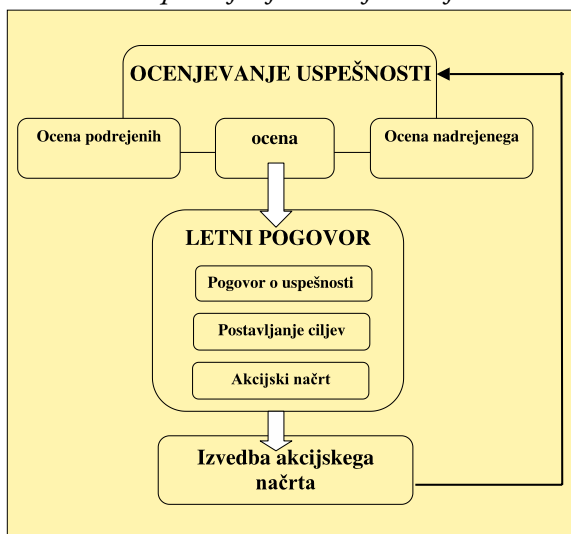 OCENJEVANJE USPEŠNOSTI
Ocena podrejenih
ocena
Ocena nadrejenega
LETNI POGOVOR
Pogovor o uspešnosti
Postavljanje ciljev
Akcijski načrt
Izvedba akcijskega
načrta